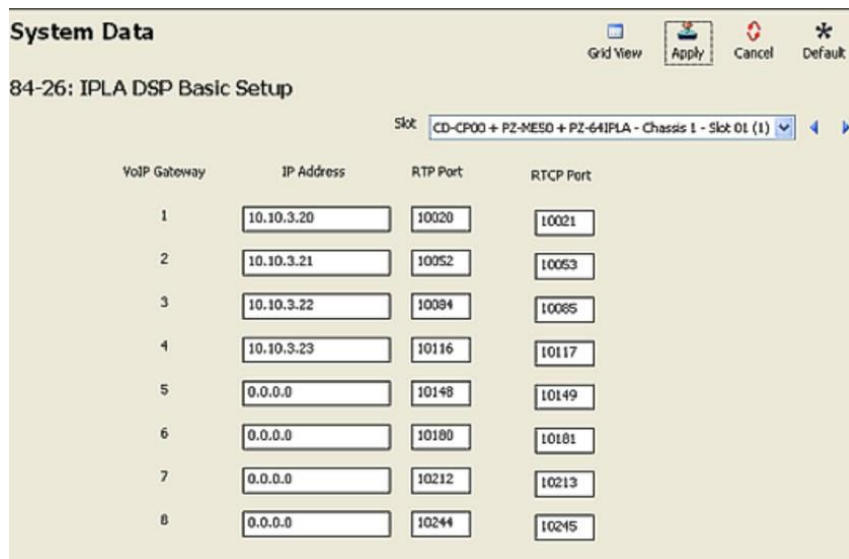 System Data
Grid View Apply Cancel Default
84-26: IPLA DSP Basic Setup
Slot CD-CP00 + PZ-ME50 + PZ-64IPLA - Chassis 1 - Slot 01 (1)
VoIP Gateway IP Address RTP Port RTCP Port
1 10.10.3.20 10020 10021
2 10.10.3.21 10052 10053
3 10.10.3.22 10084 10085
4 10.10.3.23 10116 10117
5 0.0.0.0 10148 10149
6 0.0.0.0 10180 10181
7 0.0.0.0 10212 10213
8 0.0.0.0 10244 10245